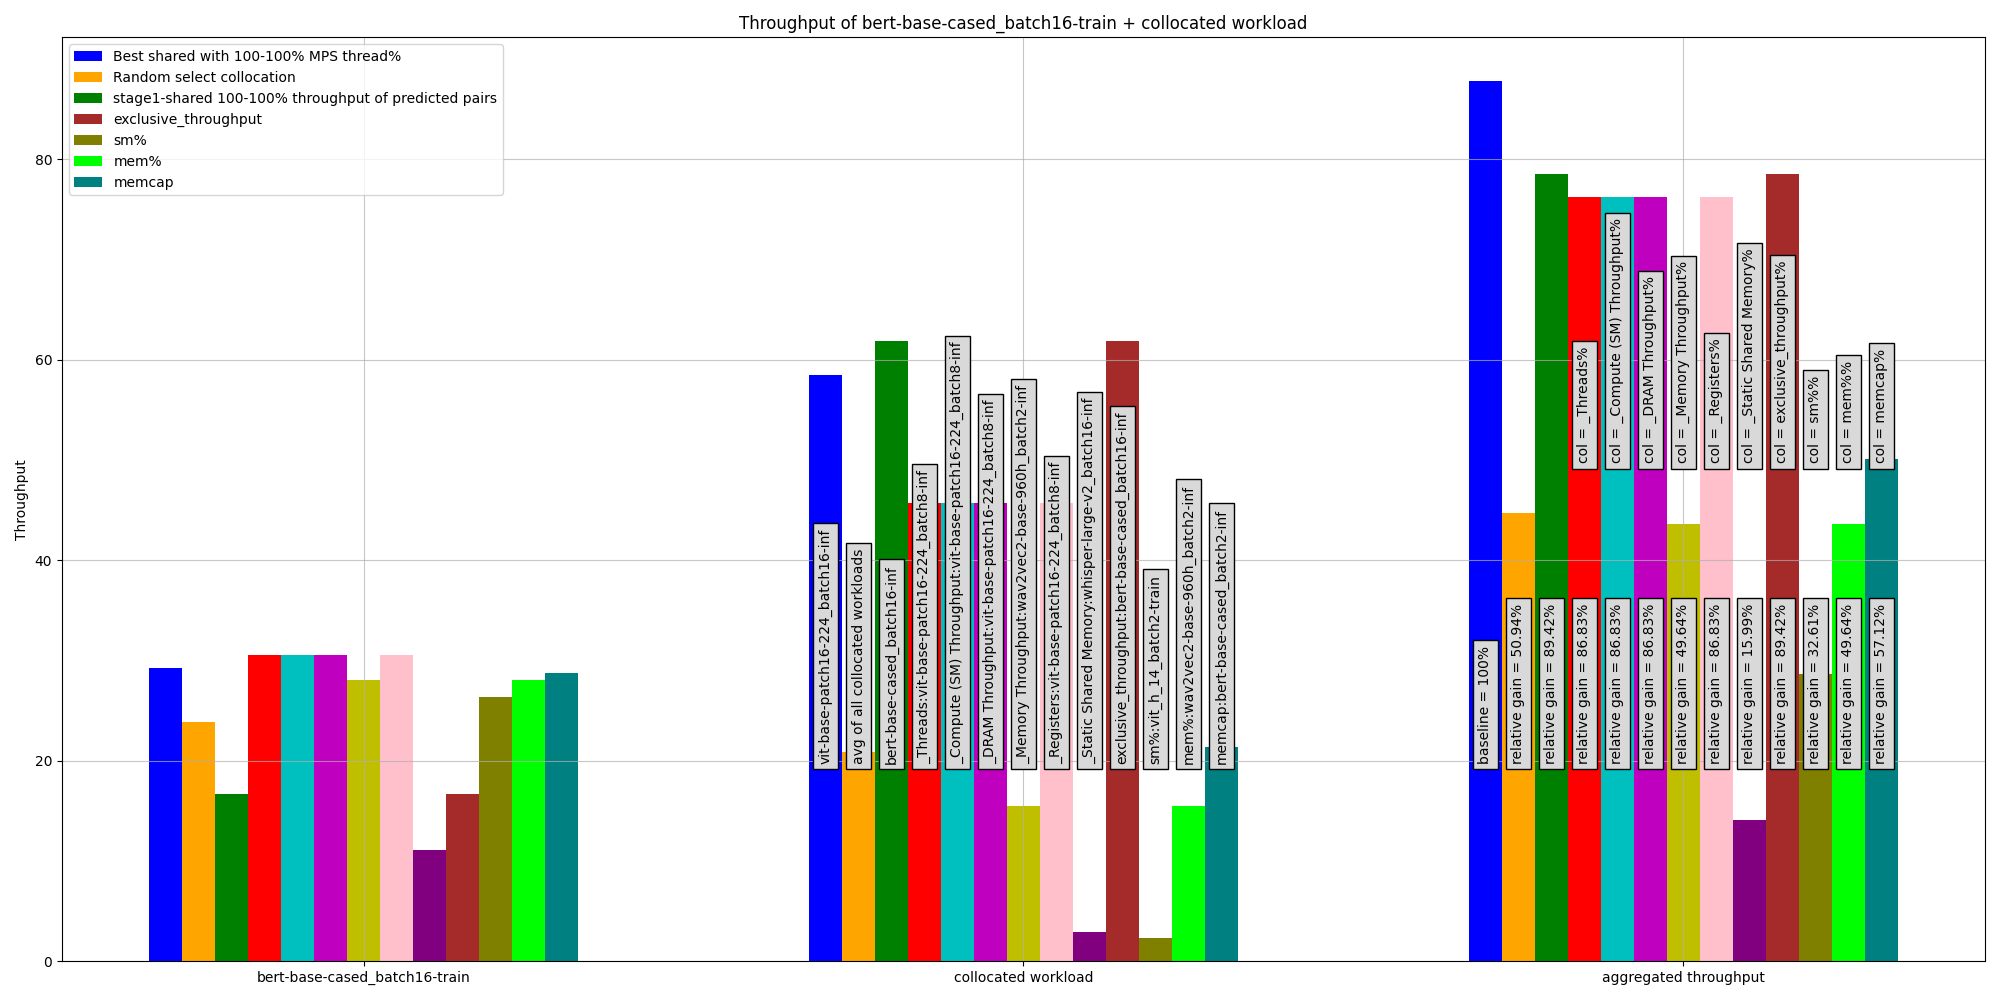 Throughput of bert-base-cased_batch16-train + collocated workload
Best shared with 100-100% MPS thread%
Random select collocation
stage1-shared 100-100% throughput of predicted pairs
exclusive_throughput
sm%
mem%
memcap
Throughput
80
60
40
20
0
vit-base-patch16-224_batch16-inf
avg of all collocated workloads
bert-base-cased_batch16-inf
_Threads:vit-base-patch16-224_batch8-inf
_Compute (SM) Throughput:vit-base-patch16-224_batch8-inf
_DRAM Throughput:vit-base-patch16-224_batch8-inf
_Memory Throughput:wav2vec2-base-960h_batch2-inf
_Registers:vit-base-patch16-224_batch8-inf
_Static Shared Memory:whisper-large-v2_batch16-inf
exclusive_throughput:bert-base-cased_batch16-inf
sm%:vit_h_14_batch2-train
mem%:wav2vec2-base-960h_batch2-inf
memcap:bert-base-cased_batch2-inf
col = _Threads%
col = _Compute (SM) Throughput%
col = _DRAM Throughput%
col = _Memory Throughput%
col = _Registers%
col = _Static Shared Memory%
col = exclusive_throughput%
col = sm%%
col = mem%%
col = memcap%
baseline = 100%
relative gain = 50.94%
relative gain = 89.42%
relative gain = 86.83%
relative gain = 86.83%
relative gain = 86.83%
relative gain = 49.64%
relative gain = 86.83%
relative gain = 15.99%
relative gain = 89.42%
relative gain = 32.61%
relative gain = 49.64%
relative gain = 57.12%
bert-base-cased_batch16-train
collocated workload
aggregated throughput